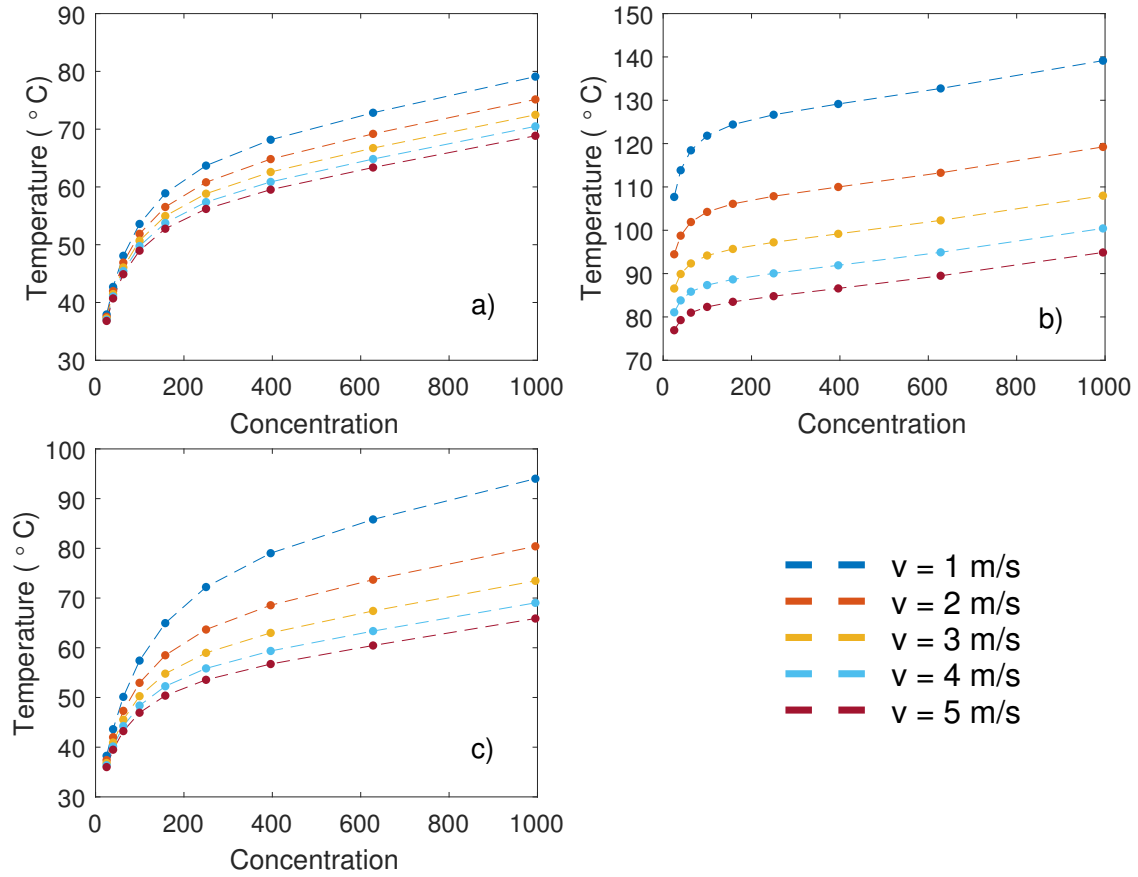 90
80
70
60
50
40
30
Temperature ( ° C)
a)
0 200 400 600 800 1000
Concentration
150
140
130
120
110
100
90
80
70
Temperature ( ° C)
b)
0 200 400 600 800 1000
Concentration
100
90
80
70
60
50
40
30
Temperature ( ° C)
c)
0 200 400 600 800 1000
Concentration
v = 1 m/s
v = 2 m/s
v = 3 m/s
v = 4 m/s
v = 5 m/s